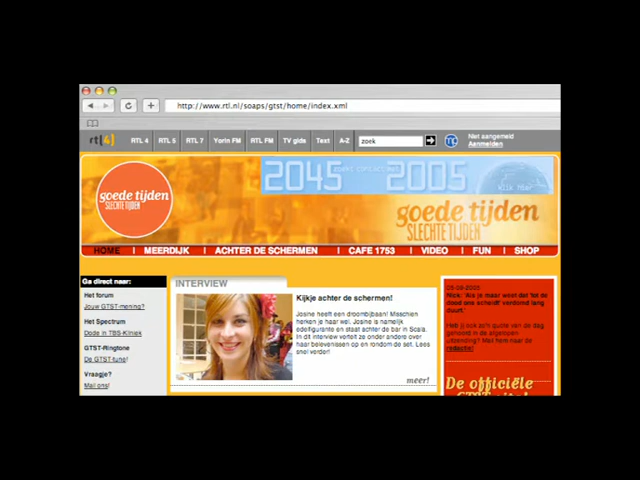 http://www.rtl.nl/soaps/gtst/home/index.xml
rtl 4 RTL 4 RTL 5 RTL 7 Yorin FM RTL FM TV gids Text A-Z zoek Niet aangemeld
Aanmelden
2045 2005
klik hier
goede tijden
SLECHTE TIJDEN
goede tijden
SLECHTE TIJDEN
HOME | MEERDIJK | ACHTER DE SCHERMEN | CAFE 1753 | VIDEO | FUN | SHOP
Ga direct naar:
Het forum
Jouw GTST-mening?
Het Spectrum
Dode in TBS-Kliniek
GTST-Ringtone
De GTST-tune!
Vraagje?
Mail ons!
INTERVIEW
Kijkje achter de schermen!
Josine heeft een droombijbaan! Misschien
herken je haar wel. Josine is namelijk
edelfigurante en staat achter de bar in Scala.
In dit interview vertelt ze onder andere over
haar belevenissen op en rondom de set. Lees
snel verder!
meer!
05-09-2005
Nick: 'Als je maar weet dat 'tot de
dood ons scheidt' verdomd lang
duurt.'
Heb jij ook zo'n quote van de dag
gehoord in de afgelopen
uitzending? Mail hem naar de
redactie!
De officiële